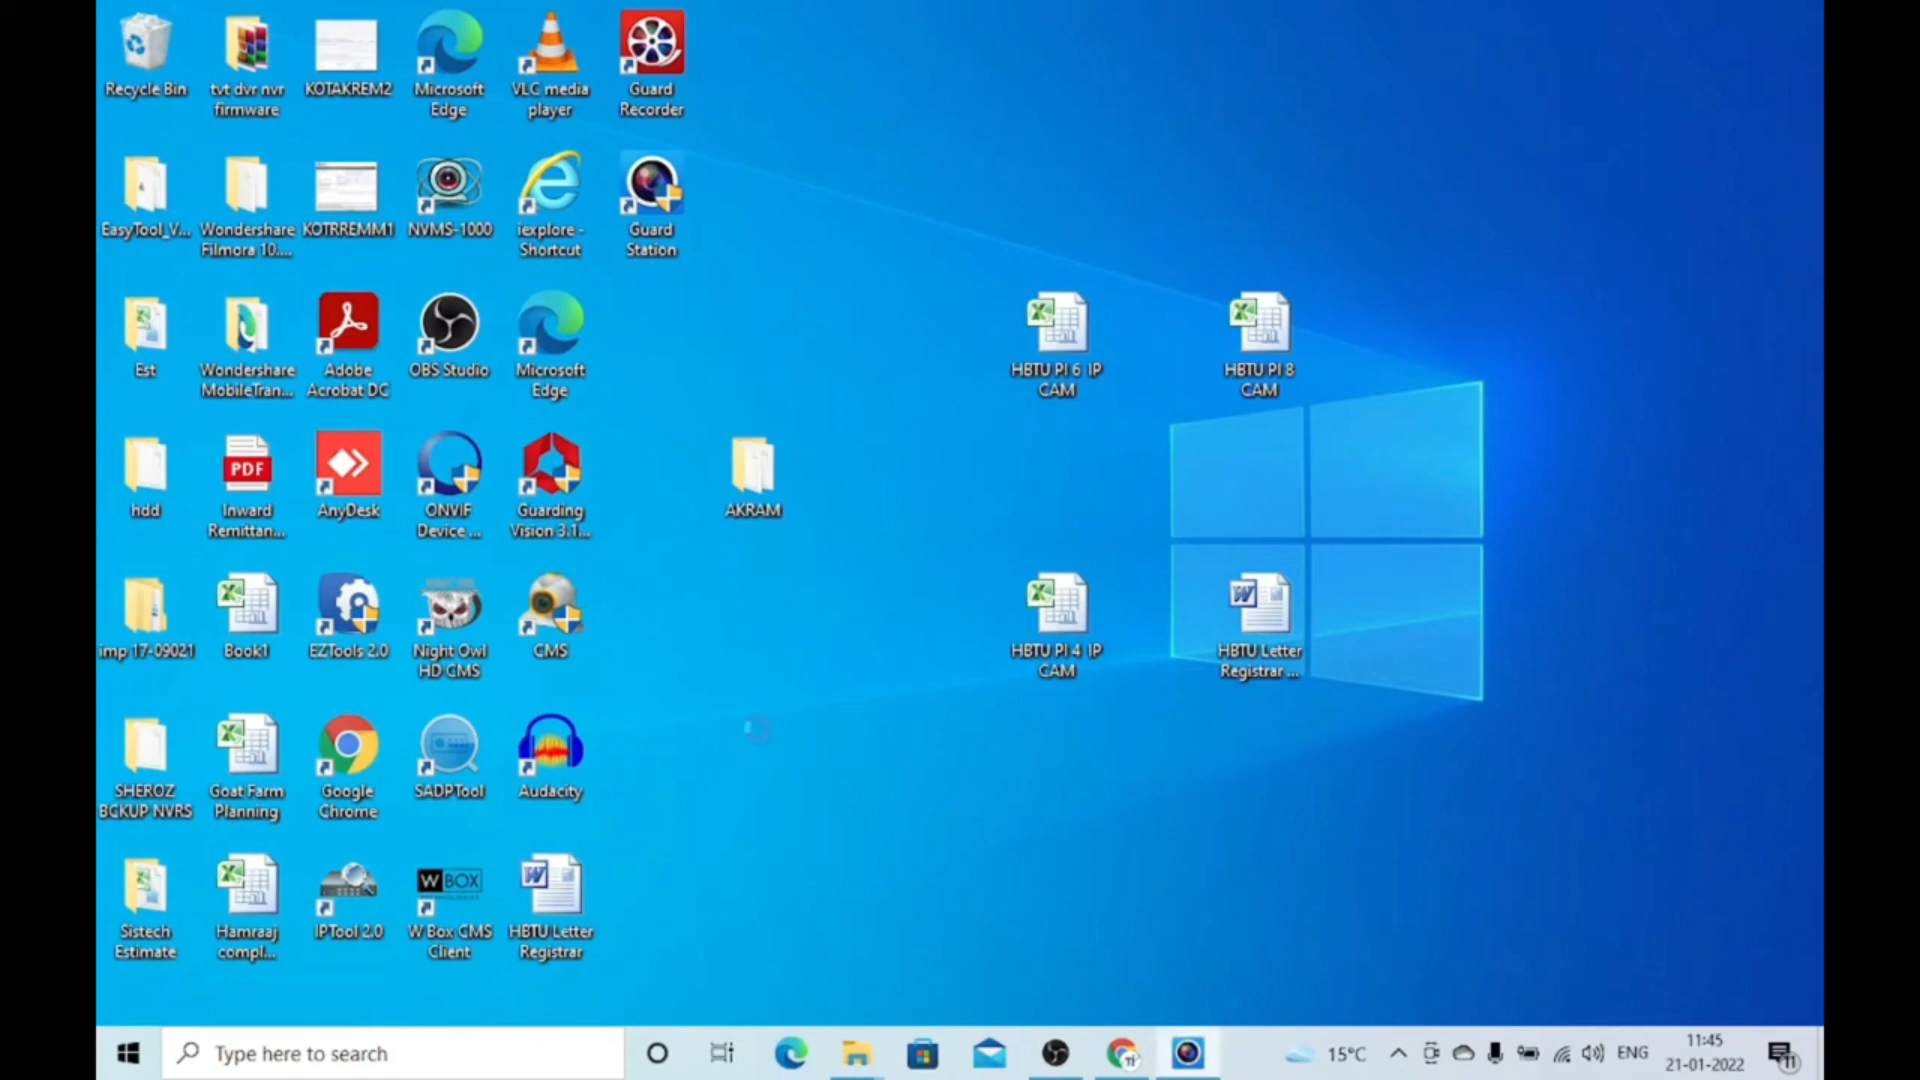 Recycle Bin
tvt dvr nvr
firmware
KOTAKREM2
Microsoft
Edge
VLC media
player
Guard
Recorder
EasyTool_V...
Wondershare
Filmora 10....
KOTRREMM1
NVMS-1000
iexplore -
Shortcut
Guard
Station
Est
Wondershare
MobileTran...
Adobe
Acrobat DC
OBS Studio
Microsoft
Edge
HBTU PI 6 IP
CAM
HBTU PI 8
CAM
hdd
PDF
Inward
Remittan...
AnyDesk
ONVIF
Device ...
Guarding
Vision 3.1...
AKRAM
imp 17-09021
Book1
EZTools 2.0
Night Owl
HD CMS
CMS
HBTU PI 4 IP
CAM
HBTU Letter
Registrar ...
SHEROZ
BCKUP NVRS
Goat Farm
Planning
Google
Chrome
SADPTool
Audacity
Sistech
Estimate
Hamraaj
compl...
IPTool 2.0
W BOX
W Box CMS
Client
HBTU Letter
Registrar
Type here to search
15°C
ENG
11:45
21-01-2022
11